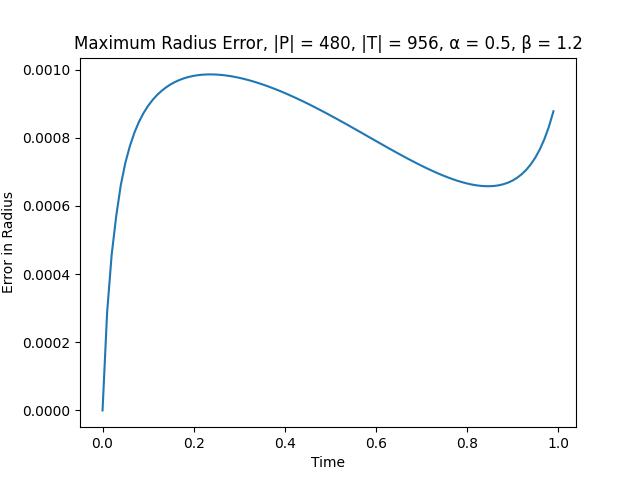 Maximum Radius Error, |P| = 480, |T| = 956, α = 0.5, β = 1.2
Error in Radius
0.0010
0.0008
0.0006
0.0004
0.0002
0.0000
0.0 0.2 0.4 0.6 0.8 1.0
Time